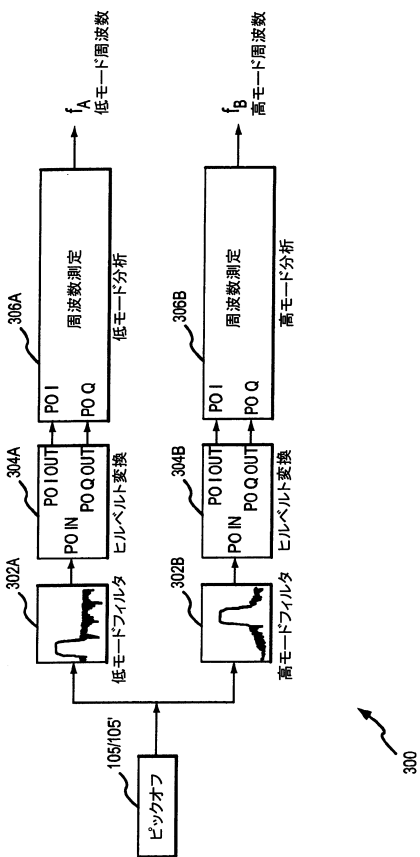 105/105'
ピックオフ
302A
低モードフィルタ
304A
PO IN
PO I OUT
PO Q OUT
ヒルベルト変換
306A
PO I
PO Q
周波数測定
低モード分析
fA
低モード周波数
302B
高モードフィルタ
304B
PO IN
PO I OUT
PO Q OUT
ヒルベルト変換
306B
PO I
PO Q
周波数測定
高モード分析
fB
高モード周波数
300